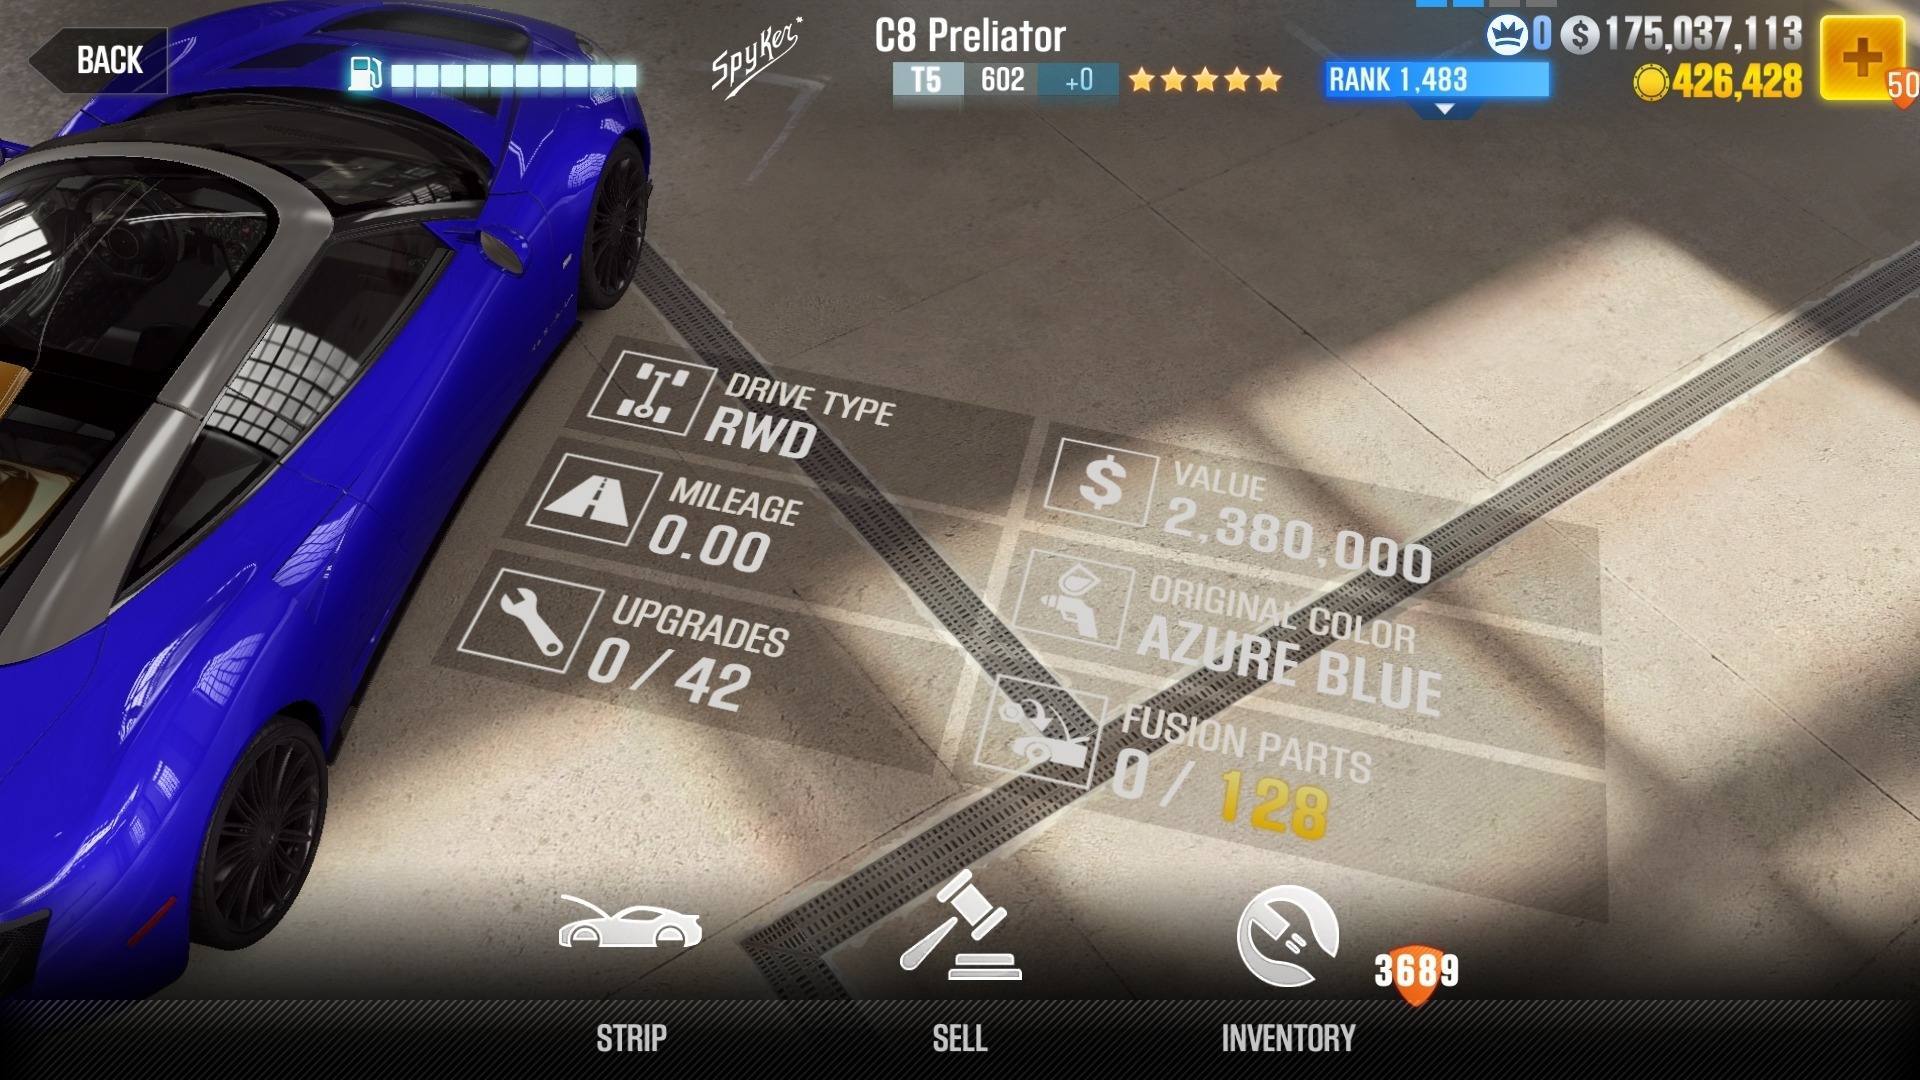 BACK
Spyker
C8 Preliator
T5 602 +0
RANK 1,483
0 $ 175,037,113
426,428
+
50
DRIVE TYPE
RWD
MILEAGE
0.00
UPGRADES
0 / 42
$
VALUE
2,380,000
ORIGINAL COLOR
AZURE BLUE
FUSION PARTS
0 / 128
3689
STRIP
SELL
INVENTORY